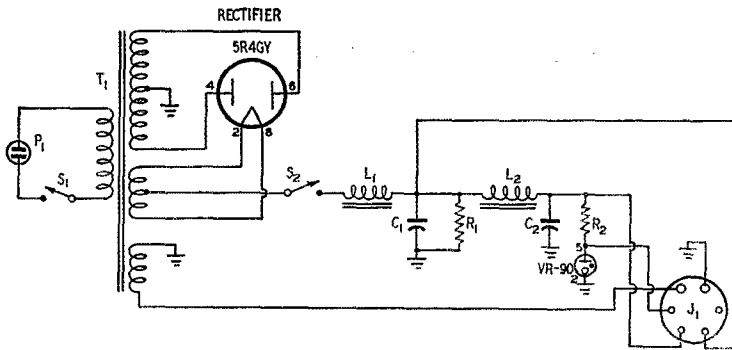 RECTIFIER
5R4GY
T1
4
6
2
8
P1
S1
S2
L1
L2
C1
R1
C2
R2
5
VR-90
2
J1